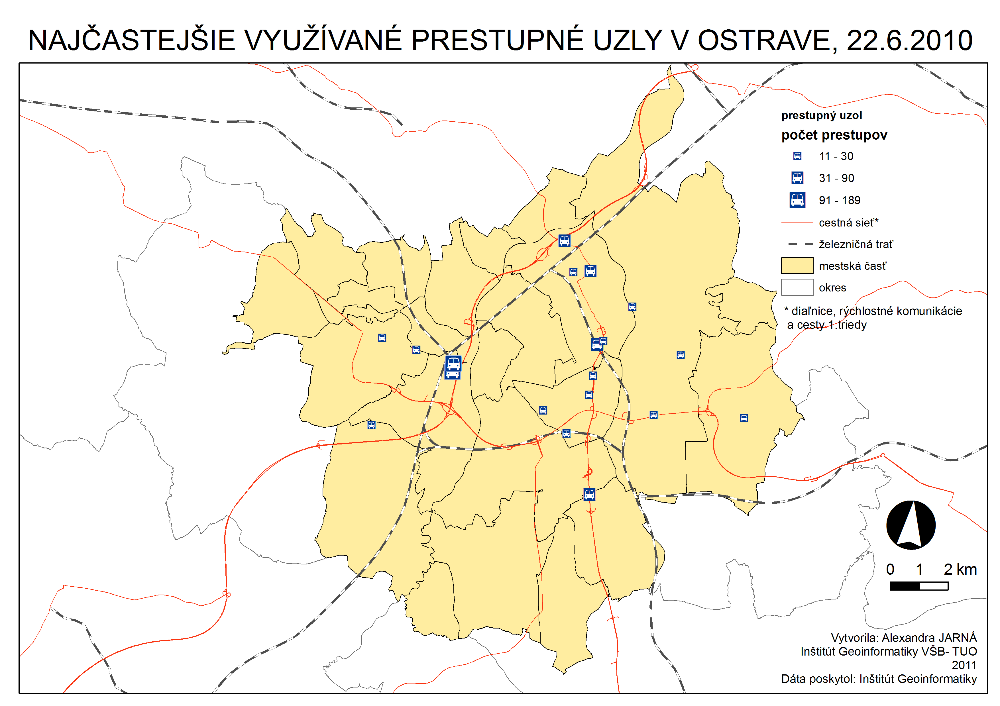 NAJČASTEJŠIE VYUŽÍVANÉ PRESTUPNÉ UZLY V OSTRAVE, 22.6.2010
prestupný uzol
počet prestupov
11 - 30
31 - 90
91 - 189
cestná sieť*
železničná trať
mestská časť
okres
* diaľnice, rýchlostné komunikácie
a cesty 1.triedy
0 1 2 km
Vytvorila: Alexandra JARNÁ
Inštitút Geoinformatiky VŠB- TUO
2011
Dáta poskytol: Inštitút Geoinformatiky